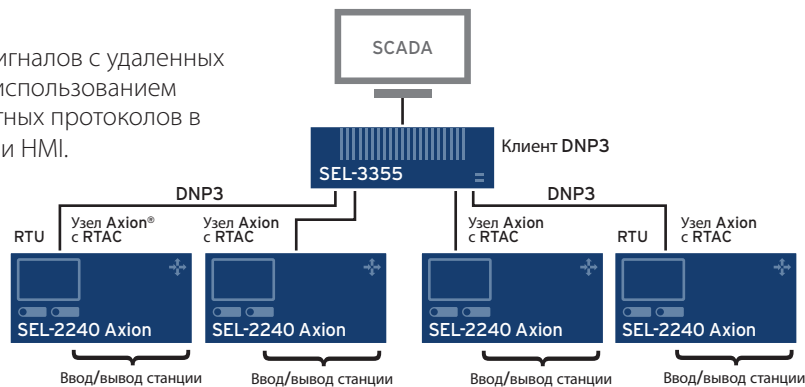 игналов с удаленных
использованием
тных протоколов в
и HMI.
SCADA
Клиент DNP3
SEL-3355
DNP3
DNP3
RTU
Узел Axion®
с RTAC
Узел Axion
с RTAC
Узел Axion
с RTAC
RTU
Узел Axion
с RTAC
SEL-2240 Axion
SEL-2240 Axion
SEL-2240 Axion
SEL-2240 Axion
Ввод/вывод станции
Ввод/вывод станции
Ввод/вывод станции
Ввод/вывод станции